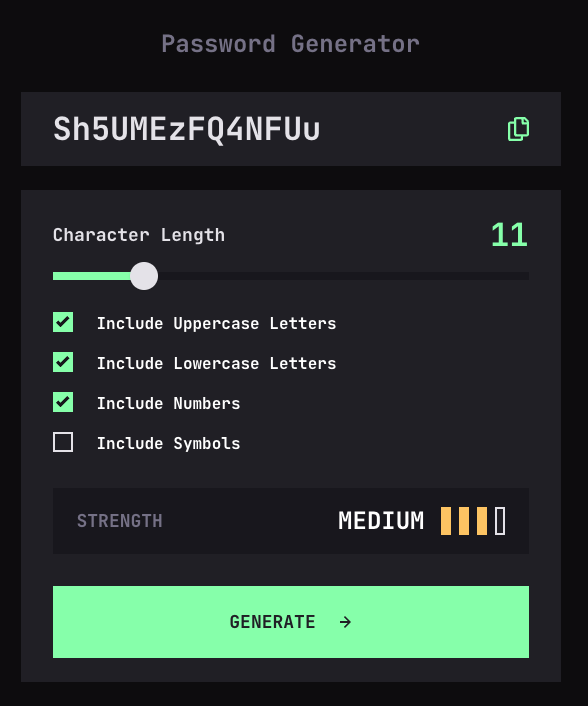 Password Generator
Sh5UMEzFQ4NFUu
Character Length 11
Include Uppercase Letters
Include Lowercase Letters
Include Numbers
Include Symbols
STRENGTH MEDIUM
GENERATE →